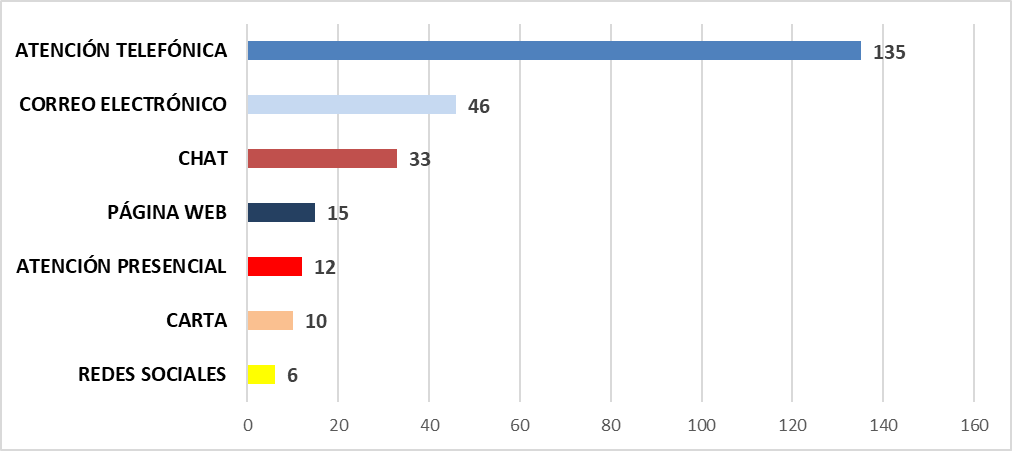 ATENCIÓN TELEFÓNICA 135
CORREO ELECTRÓNICO 46
CHAT 33
PÁGINA WEB 15
ATENCIÓN PRESENCIAL 12
CARTA 10
REDES SOCIALES 6
0 20 40 60 80 100 120 140 160